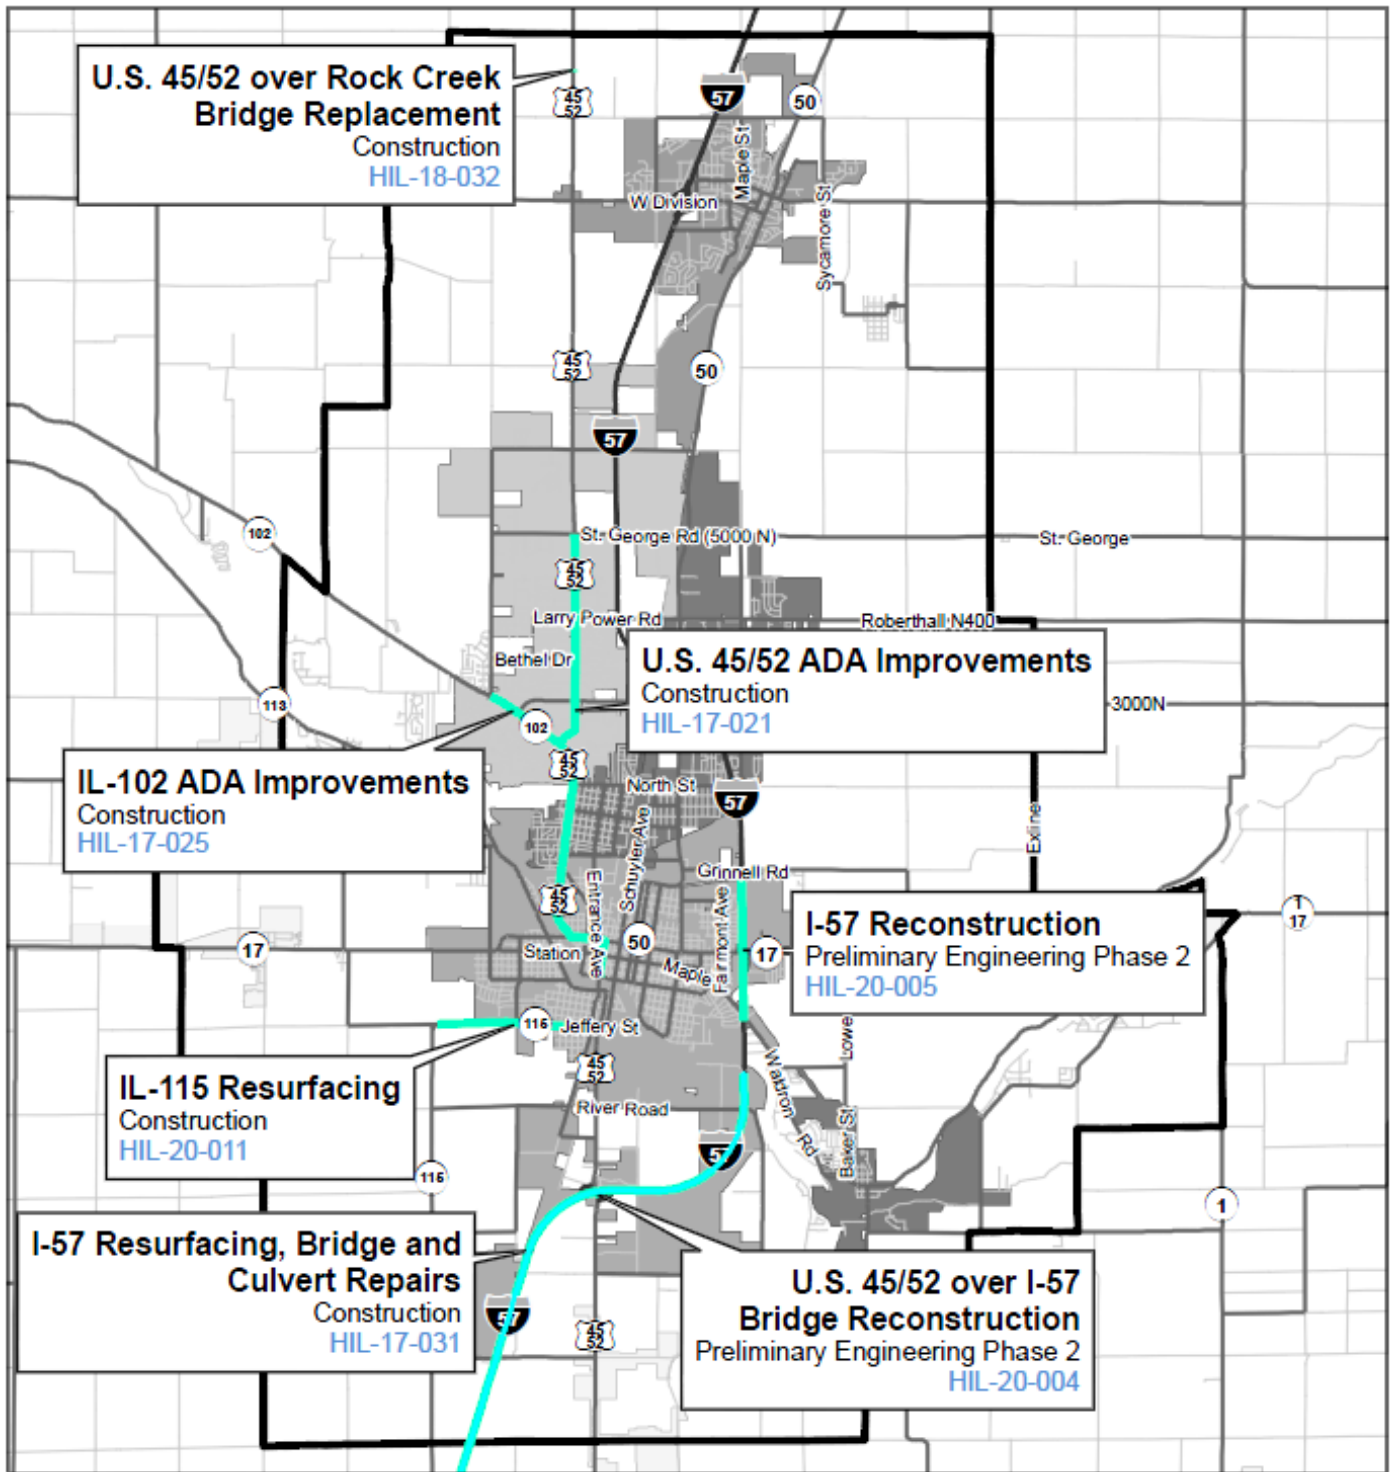 U.S. 45/52 over Rock Creek
Bridge Replacement
Construction
HIL-18-032
45
52
57
50
Maple St
W Division
Sycamore St
45
52
50
57
102
St. George Rd (5000 N)
St. George
45
52
Larry Power Rd
Roberthall N400
Bethel Dr
U.S. 45/52 ADA Improvements
Construction
HIL-17-021
3000N
113
102
IL-102 ADA Improvements
Construction
HIL-17-025
45
52
North St
57
Schuyler Ave
Exline
Grinnell Rd
Entrance Ave
45
52
Fairmont Ave
I-57 Reconstruction
Preliminary Engineering Phase 2
HIL-20-005
T
17
17
Station
50
Maple
17
115
Jeffery St
Lowe
IL-115 Resurfacing
Construction
HIL-20-011
45
52
Waldron Rd
River Road
Baker St
57
115
1
I-57 Resurfacing, Bridge and
Culvert Repairs
Construction
HIL-17-031
U.S. 45/52 over I-57
Bridge Reconstruction
Preliminary Engineering Phase 2
HIL-20-004
57
45
52